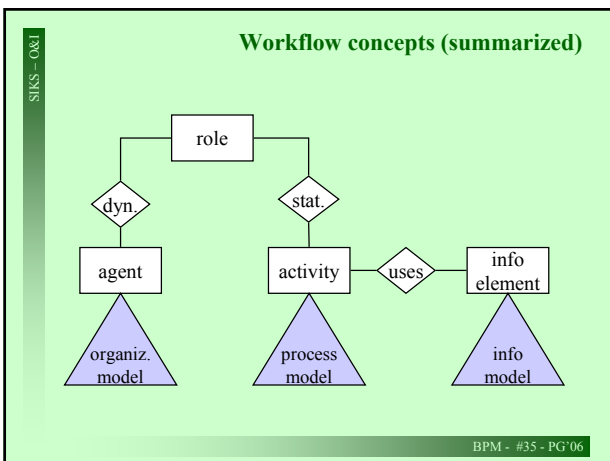 SIKS – O&I
Workflow concepts (summarized)
role
dyn.
stat.
agent
activity
uses
info
element
organiz.
model
process
model
info
model
BPM - #35 - PG'06